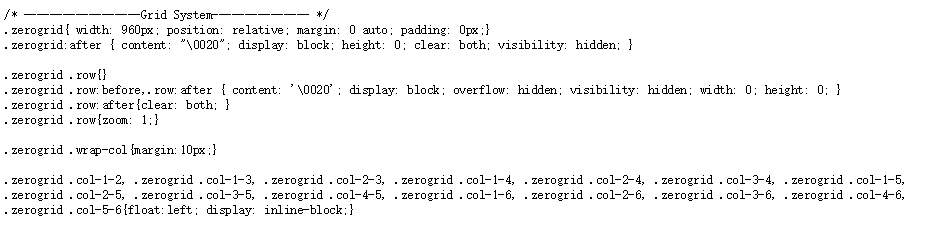 /* ------------------Grid System--------------- */
.zerogrid{ width: 960px; position: relative; margin: 0 auto; padding: 0px;}
.zerogrid:after { content: "\0020"; display: block; height: 0; clear: both; visibility: hidden; }
.zerogrid .row{}
.zerogrid .row:before,.row:after { content: '\0020'; display: block; overflow: hidden; visibility: hidden; width: 0; height: 0; }
.zerogrid .row:after{clear: both; }
.zerogrid .row{zoom: 1;}
.zerogrid .wrap-col{margin:10px;}
.zerogrid .col-1-2, .zerogrid .col-1-3, .zerogrid .col-2-3, .zerogrid .col-1-4, .zerogrid .col-2-4, .zerogrid .col-3-4, .zerogrid .col-1-5,
.zerogrid .col-2-5, .zerogrid .col-3-5, .zerogrid .col-4-5, .zerogrid .col-1-6, .zerogrid .col-2-6, .zerogrid .col-3-6, .zerogrid .col-4-6,
.zerogrid .col-5-6{float:left; display: inline-block;}